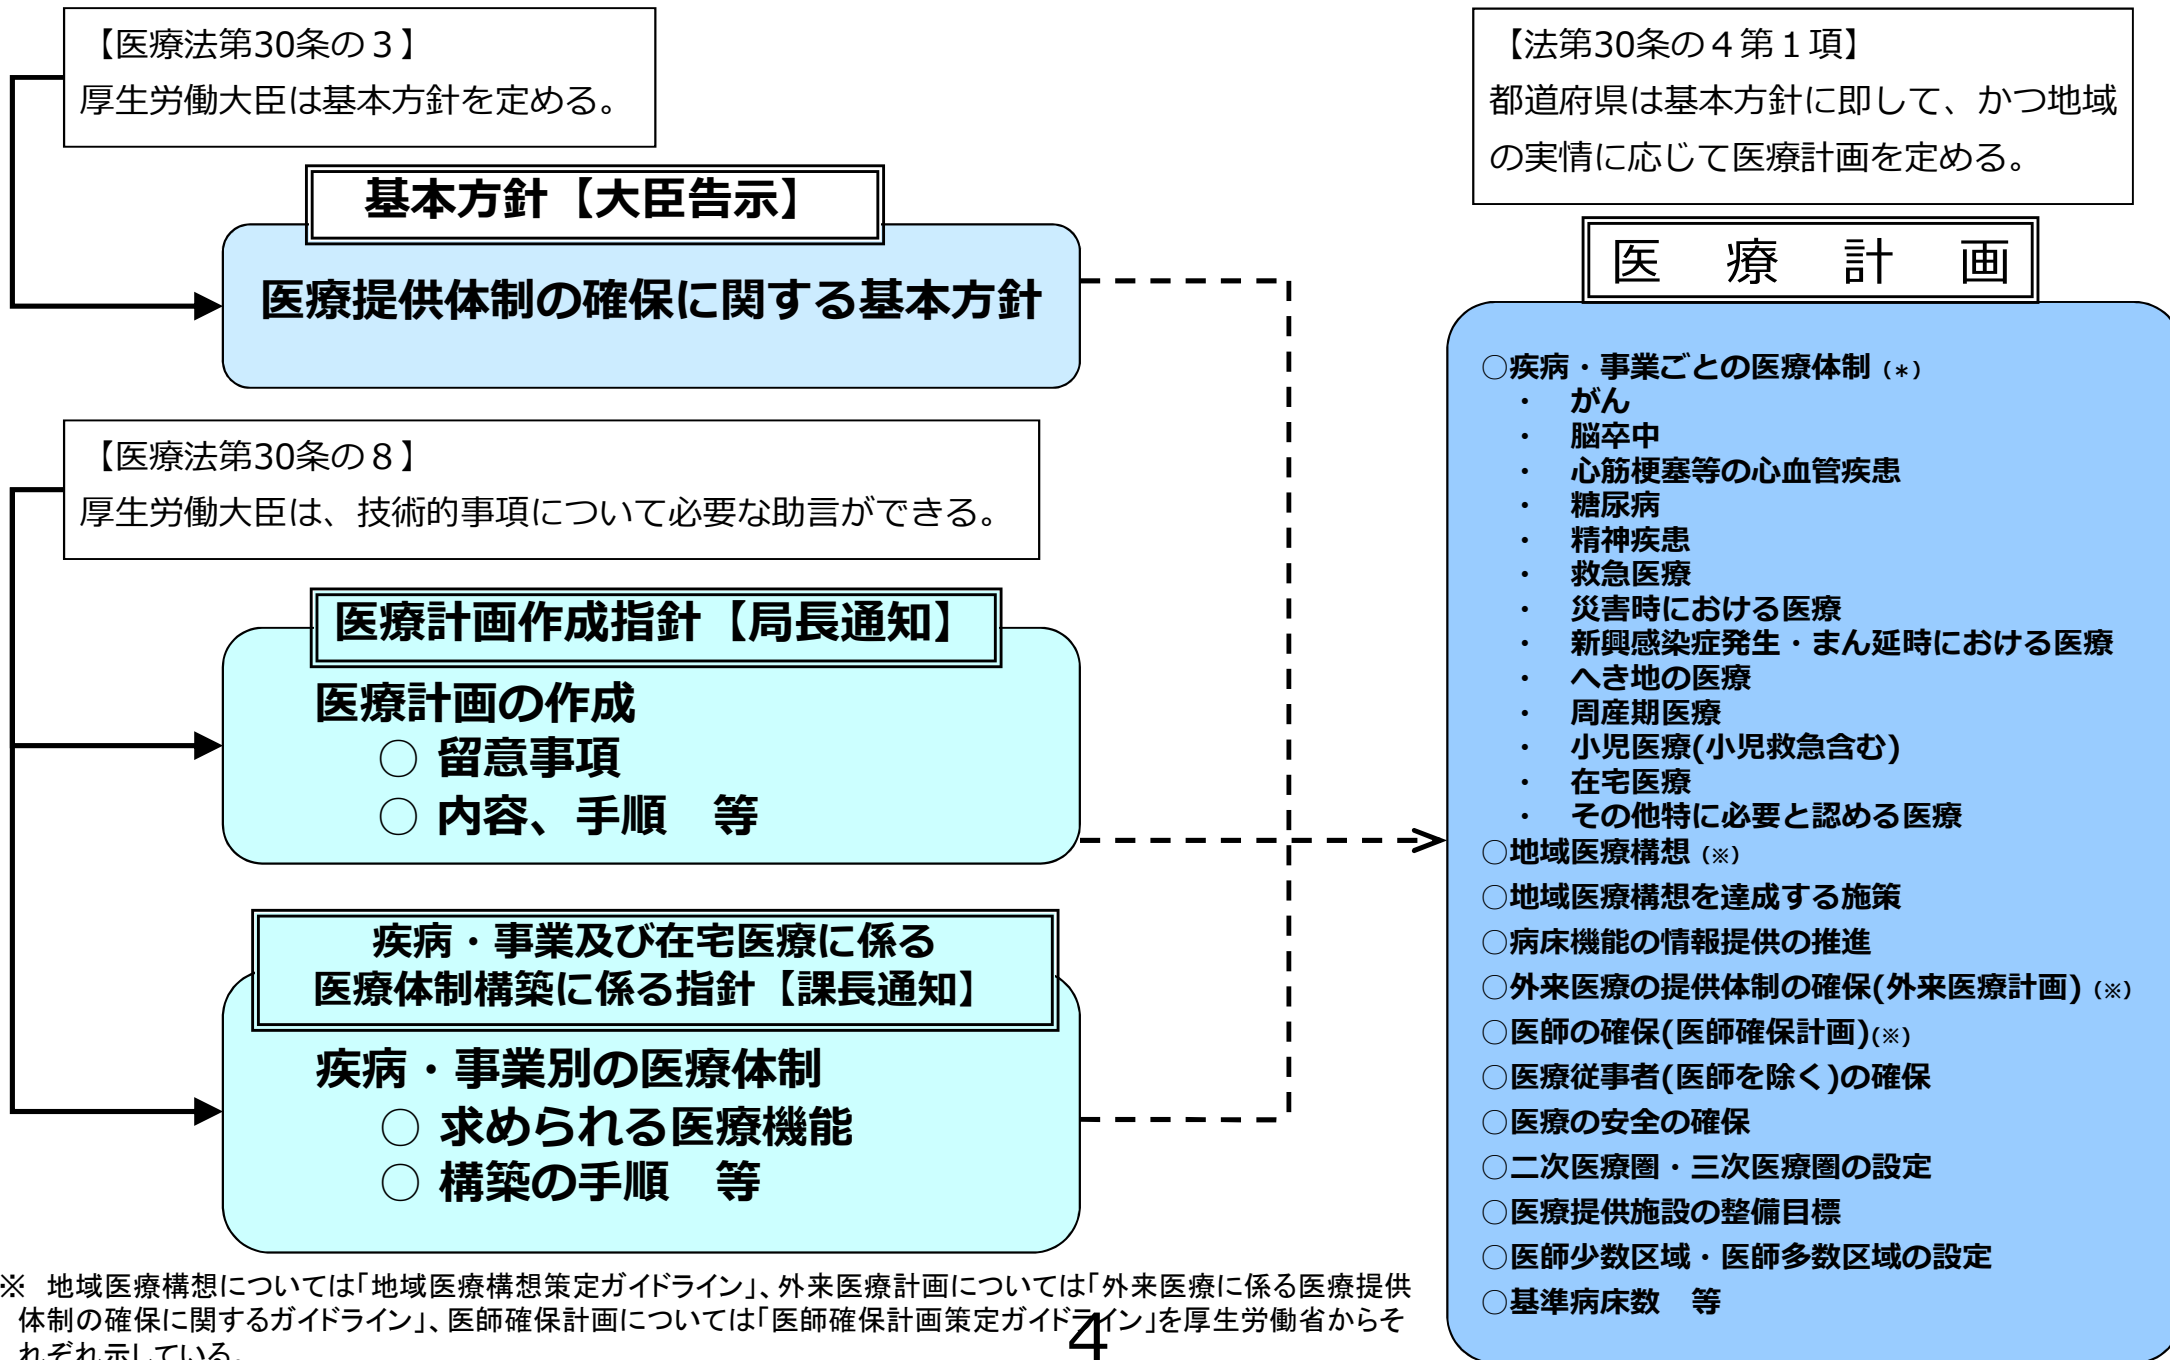 【医療法第30条の３】
厚生労働大臣は基本方針を定める。
基本方針【大臣告示】
医療提供体制の確保に関する基本方針
【医療法第30条の８】
厚生労働大臣は、技術的事項について必要な助言ができる。
医療計画作成指針【局長通知】
医療計画の作成
○ 留意事項
○ 内容、手順　等
疾病・事業及び在宅医療に係る
医療体制構築に係る指針【課長通知】
疾病・事業別の医療体制
○ 求められる医療機能
○ 構築の手順　等
【法第30条の４第１項】
都道府県は基本方針に即して、かつ地域
の実情に応じて医療計画を定める。
医　療　計　画
○疾病・事業ごとの医療体制（＊）
・　がん
・　脳卒中
・　心筋梗塞等の心血管疾患
・　糖尿病
・　精神疾患
・　救急医療
・　災害時における医療
・　新興感染症発生・まん延時における医療
・　へき地の医療
・　周産期医療
・　小児医療(小児救急含む)
・　在宅医療
・　その他特に必要と認める医療
○地域医療構想（※）
○地域医療構想を達成する施策
○病床機能の情報提供の推進
○外来医療の提供体制の確保(外来医療計画)（※）
○医師の確保(医師確保計画)(※)
○医療従事者(医師を除く)の確保
○医療の安全の確保
○二次医療圏・三次医療圏の設定
○医療提供施設の整備目標
○医師少数区域・医師多数区域の設定
○基準病床数　等
※　地域医療構想については「地域医療構想策定ガイドライン」、外来医療計画については「外来医療に係る医療提供
体制の確保に関するガイドライン」、医師確保計画については「医師確保計画策定ガイドライン」を厚生労働省からそ
れぞれ示している。
4